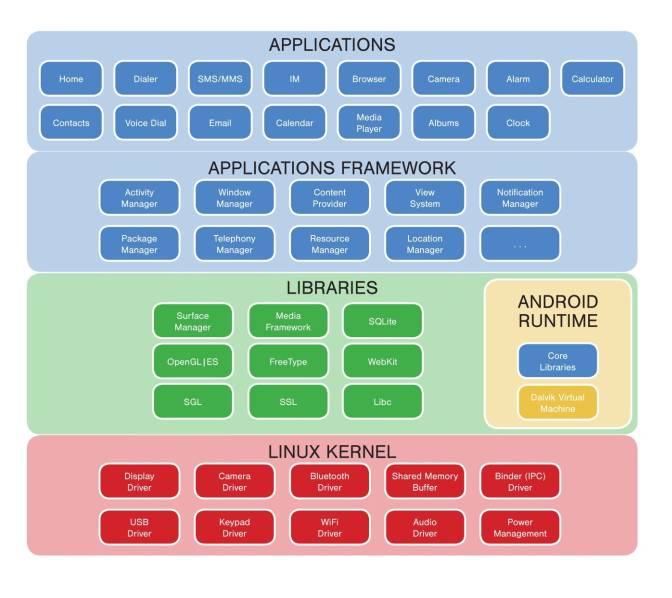 APPLICATIONS
Home
Dialer
SMS/MMS
IM
Browser
Camera
Alarm
Calculator
Contacts
Voice Dial
Email
Calendar
Media
Player
Albums
Clock
APPLICATIONS FRAMEWORK
Activity
Manager
Window
Manager
Content
Provider
View
System
Notification
Manager
Package
Manager
Telephony
Manager
Resource
Manager
Location
Manager
. . .
LIBRARIES
Surface
Manager
Media
Framework
SQLite
OpenGL|ES
FreeType
WebKit
SGL
SSL
Libc
ANDROID
RUNTIME
Core
Libraries
Dalvik Virtual
Machine
LINUX KERNEL
Display
Driver
Camera
Driver
Bluetooth
Driver
Shared Memory
Buffer
Binder (IPC)
Driver
USB
Driver
Keypad
Driver
WiFi
Driver
Audio
Driver
Power
Management